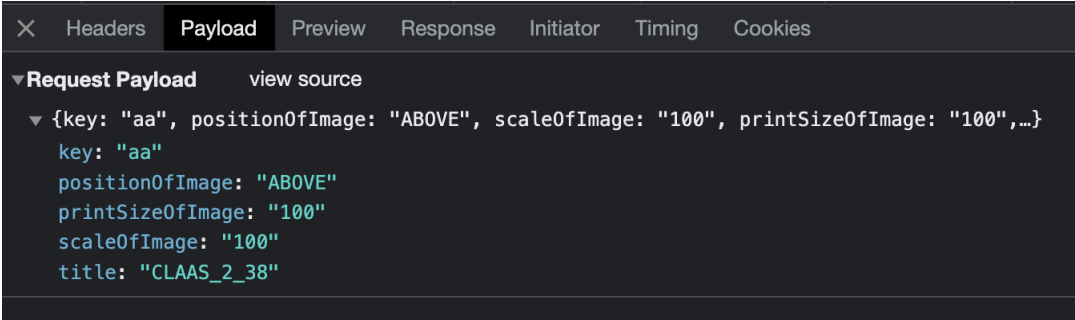 Headers Payload Preview Response Initiator Timing Cookies
Request Payload view source
{key: "aa", positionOfImage: "ABOVE", scaleOfImage: "100", printSizeOfImage: "100",…}
key: "aa"
positionOfImage: "ABOVE"
printSizeOfImage: "100"
scaleOfImage: "100"
title: "CLAAS_2_38"